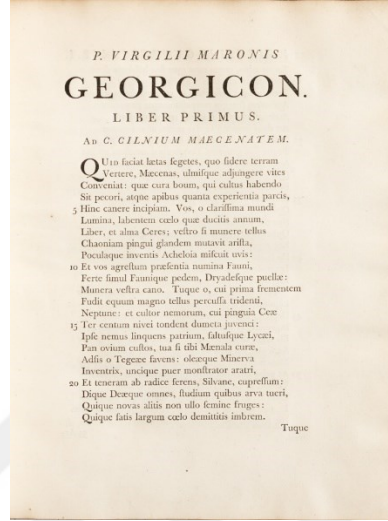 P. VIRGILII MARONIS
GEORGICON.
LIBER PRIMUS.
AD C. CILNIUM MAECENATEM.
QUID faciat lætas ſegetes, quo ſidere terram
Vertere, Mæcenas, ulmiſque adjungere vites
Conveniat: quæ cura boum, qui cultus habendo
Sit pecori, atque apibus quanta experientia parcis,
5 Hinc canere incipiam. Vos, o clariſſima mundi
Lumina, labentem cœlo quæ ducitis annum,
Liber, et alma Ceres; veſtro ſi munere tellus
Chaoniam pingui glandem mutavit ariſta,
Poculaque inventis Acheloia miſcuit uvis:
10 Et vos agreſtum præſentia numina Fauni,
Ferte ſimul Faunique pedem, Dryadeſque puellæ:
Munera veſtra cano. Tuque o, cui prima frementem
Fudit equum magno tellus percuſſa tridenti,
Neptune: et cultor nemorum, cui pinguia Ceæ
15 Ter centum nivei tondent dumeta juvenci:
Ipſe nemus linquens patrium, ſaltuſque Lycæi,
Pan ovium cuſtos, tua ſi tibi Mænala curæ,
Adſis o Tegeæe favens: oleæque Minerva
Inventrix, uncique puer monſtrator aratri,
20 Et teneram ab radice ferens, Silvane, cupreſſum:
Dique Deæque omnes, ſtudium quibus arva tueri,
Quique novas alitis non ullo ſemine fruges:
Quique ſatis largum cœlo demittitis imbrem.
Tuque